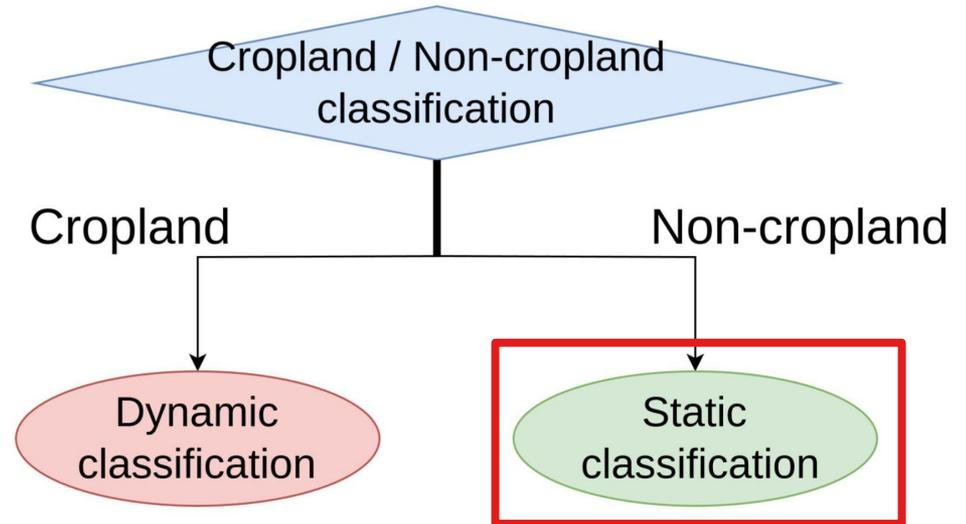 Cropland / Non-cropland
classification
Cropland
Non-cropland
Dynamic
classification
Static
classification